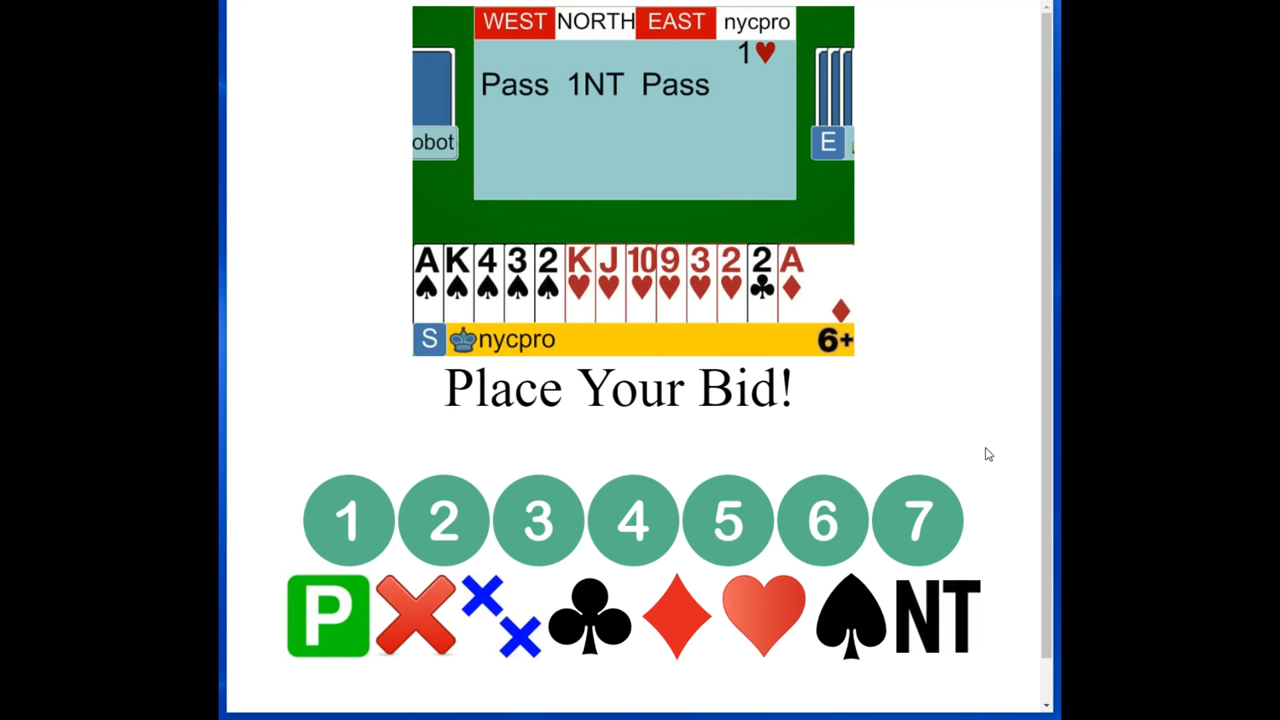 WEST NORTH EAST nycpro
1♥
Pass 1NT Pass
obot
E
A K 4 3 2 K J 10 9 3 2 2 A
♠ ♠ ♠ ♠ ♠ ♥ ♥ ♥ ♥ ♥ ♥ ♣ ♦
S nycpro 6+
Place Your Bid!
1 2 3 4 5 6 7
P ♣ ♦ ♥ ♠ NT